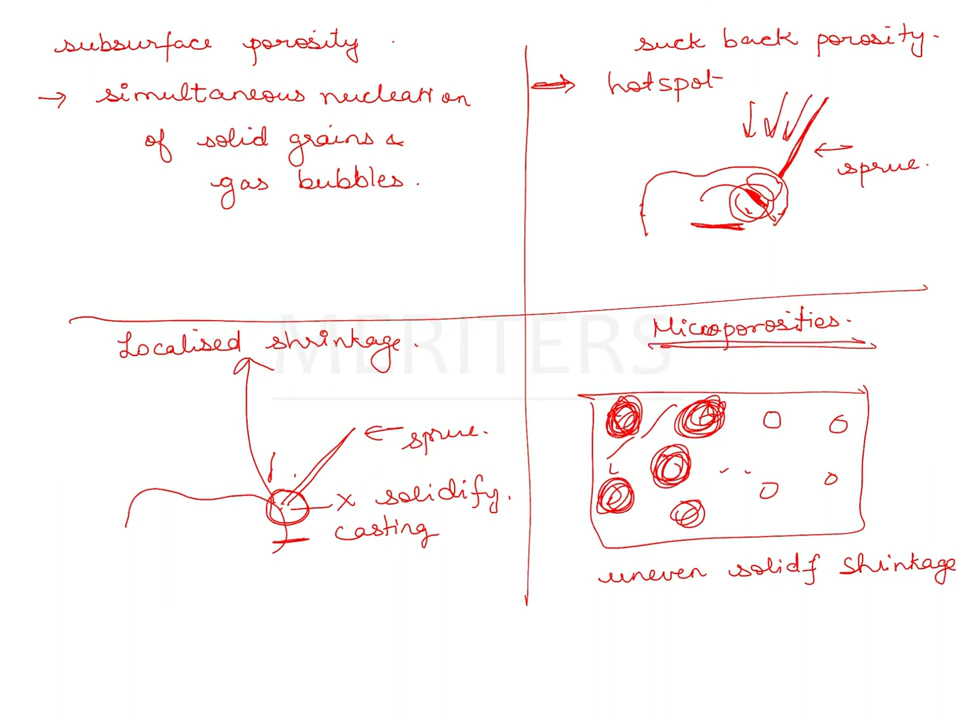 subsurface porosity
→ simultaneous nucleation
of solid grains &
gas bubbles.
suck back porosity.
⇒ hotspot
← sprue.
Localised shrinkage.
← sprue.
x solidify.
casting
Microporosities.
uneven solidf shrinkage
MERITERS